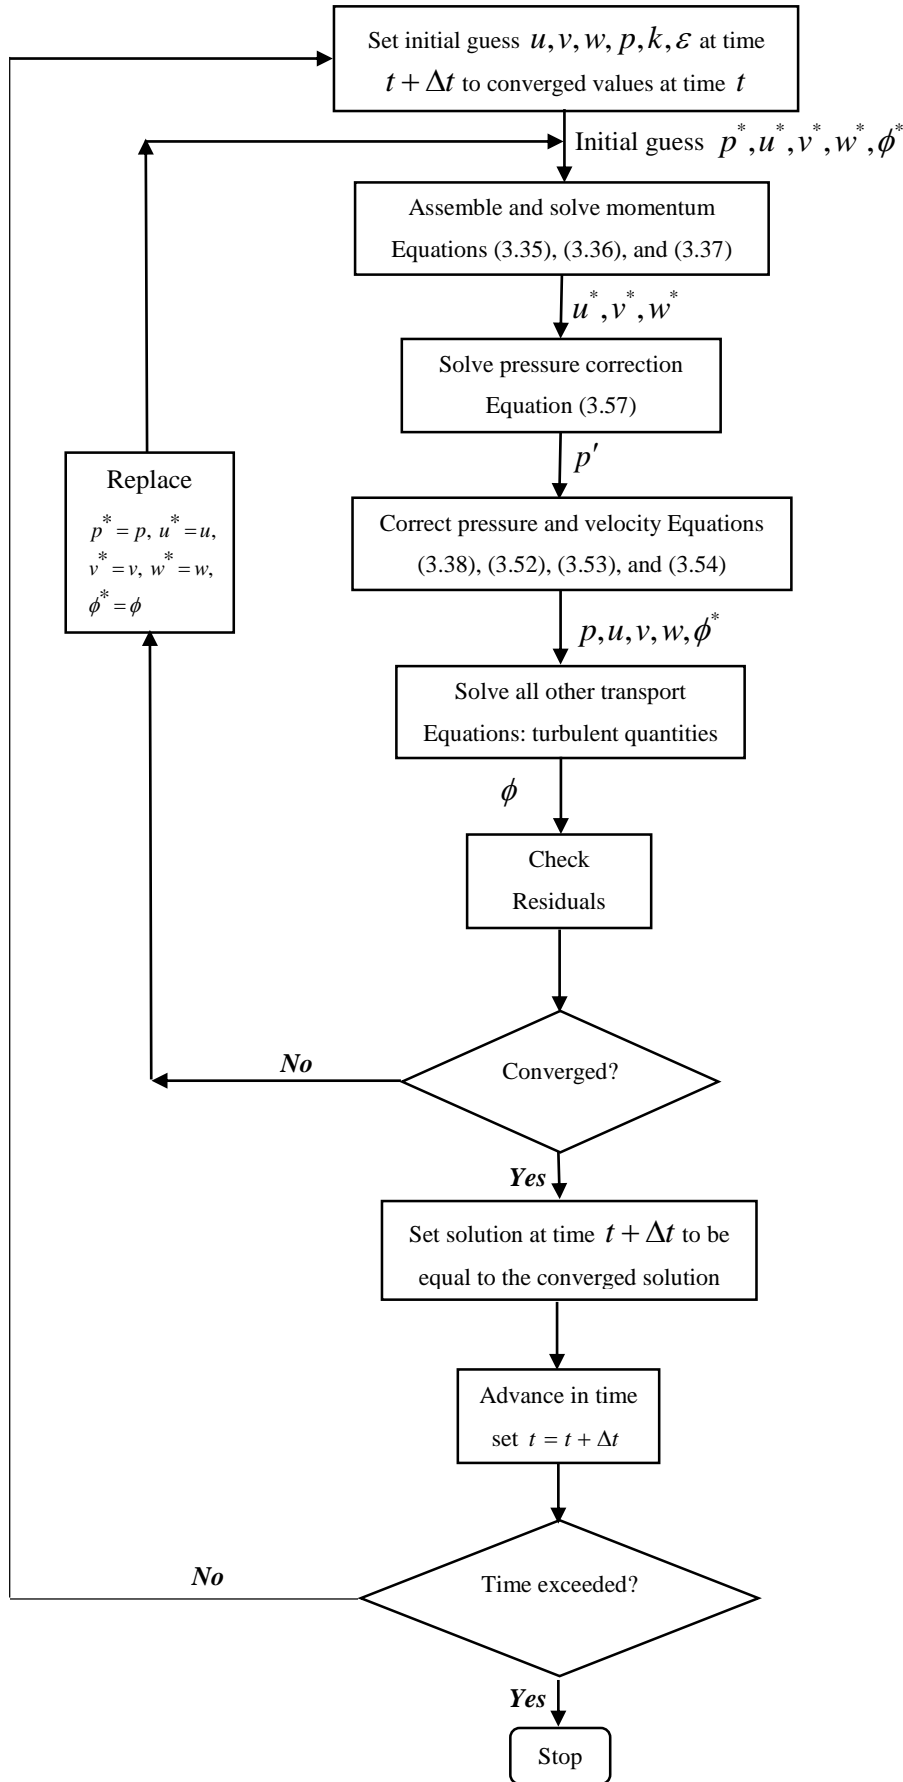 Set initial guess u, v, w, p, k, ε at time
t + Δt to converged values at time t
Initial guess p*, u*, v*, w*, ϕ*
Assemble and solve momentum
Equations (3.35), (3.36), and (3.37)
u*, v*, w*
Solve pressure correction
Equation (3.57)
p′
Replace
p* = p, u* = u,
v* = v, w* = w,
ϕ* = ϕ
Correct pressure and velocity Equations
(3.38), (3.52), (3.53), and (3.54)
p, u, v, w, ϕ*
Solve all other transport
Equations: turbulent quantities
ϕ
Check
Residuals
No
Converged?
Yes
Set solution at time t + Δt to be
equal to the converged solution
Advance in time
set t = t + Δt
No
Time exceeded?
Yes
Stop